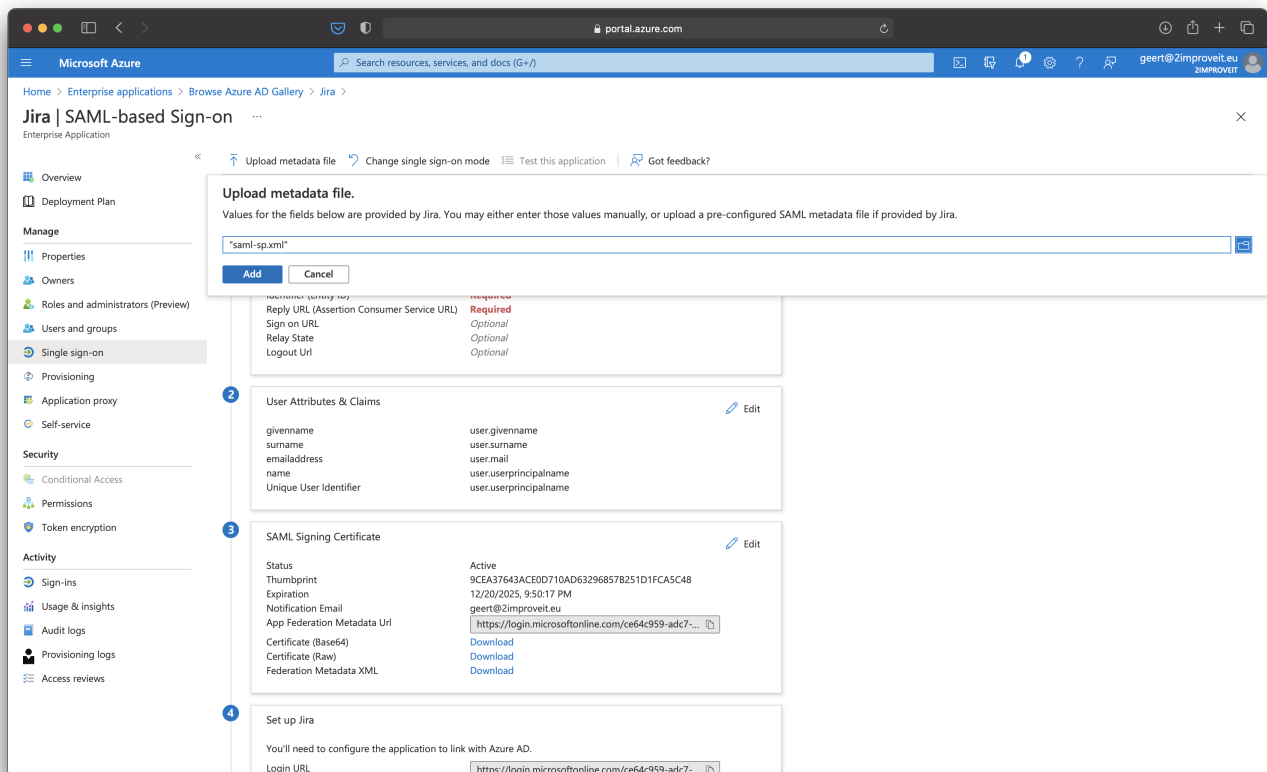 portal.azure.com
Microsoft Azure
Search resources, services, and docs (G+/)
1
geert@2improveit.eu
2IMPROVEIT
Home > Enterprise applications > Browse Azure AD Gallery > Jira >
Jira | SAML-based Sign-on ...
Enterprise Application
«
Upload metadata file
Change single sign-on mode
Test this application
Got feedback?
Overview
Deployment Plan
Manage
Properties
Owners
Roles and administrators (Preview)
Users and groups
Single sign-on
Provisioning
Application proxy
Self-service
Security
Conditional Access
Permissions
Token encryption
Activity
Sign-ins
Usage & insights
Audit logs
Provisioning logs
Access reviews
Upload metadata file.
Values for the fields below are provided by Jira. You may either enter those values manually, or upload a pre-configured SAML metadata file if provided by Jira.
"saml-sp.xml"
Add
Cancel
Identifier (Entity ID) Required
Reply URL (Assertion Consumer Service URL) Required
Sign on URL Optional
Relay State Optional
Logout Url Optional
2
User Attributes & Claims
Edit
givenname user.givenname
surname user.surname
emailaddress user.mail
name user.userprincipalname
Unique User Identifier user.userprincipalname
3
SAML Signing Certificate
Edit
Status Active
Thumbprint 9CEA37643ACE0D710AD63296857B251D1FCA5C48
Expiration 12/20/2025, 9:50:17 PM
Notification Email geert@2improveit.eu
App Federation Metadata Url https://login.microsoftonline.com/ce64c959-adc7-...
Certificate (Base64) Download
Certificate (Raw) Download
Federation Metadata XML Download
4
Set up Jira
You'll need to configure the application to link with Azure AD.
Login URL https://login.microsoftonline.com/ce64c959-adc7-...